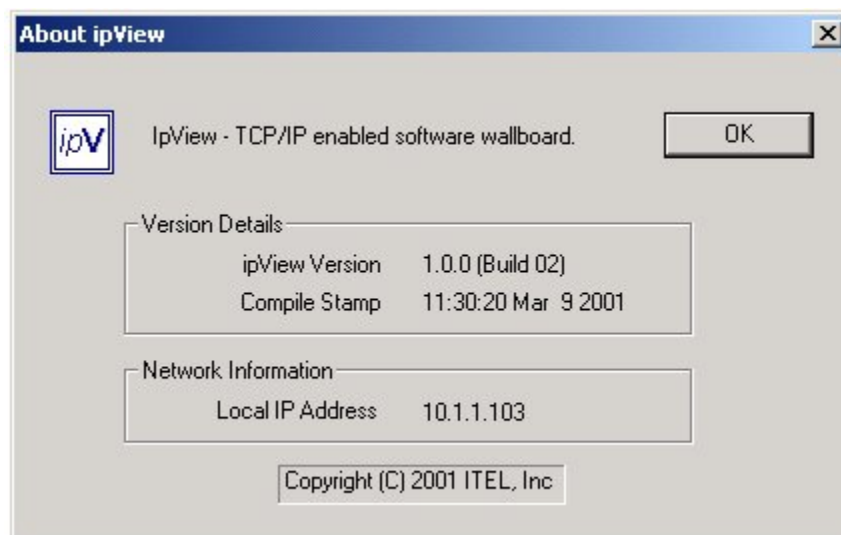 About ipView
ipV
IpView - TCP/IP enabled software wallboard.
OK
Version Details
ipView Version 1.0.0 (Build 02)
Compile Stamp 11:30:20 Mar 9 2001
Network Information
Local IP Address 10.1.1.103
Copyright (C) 2001 ITEL, Inc